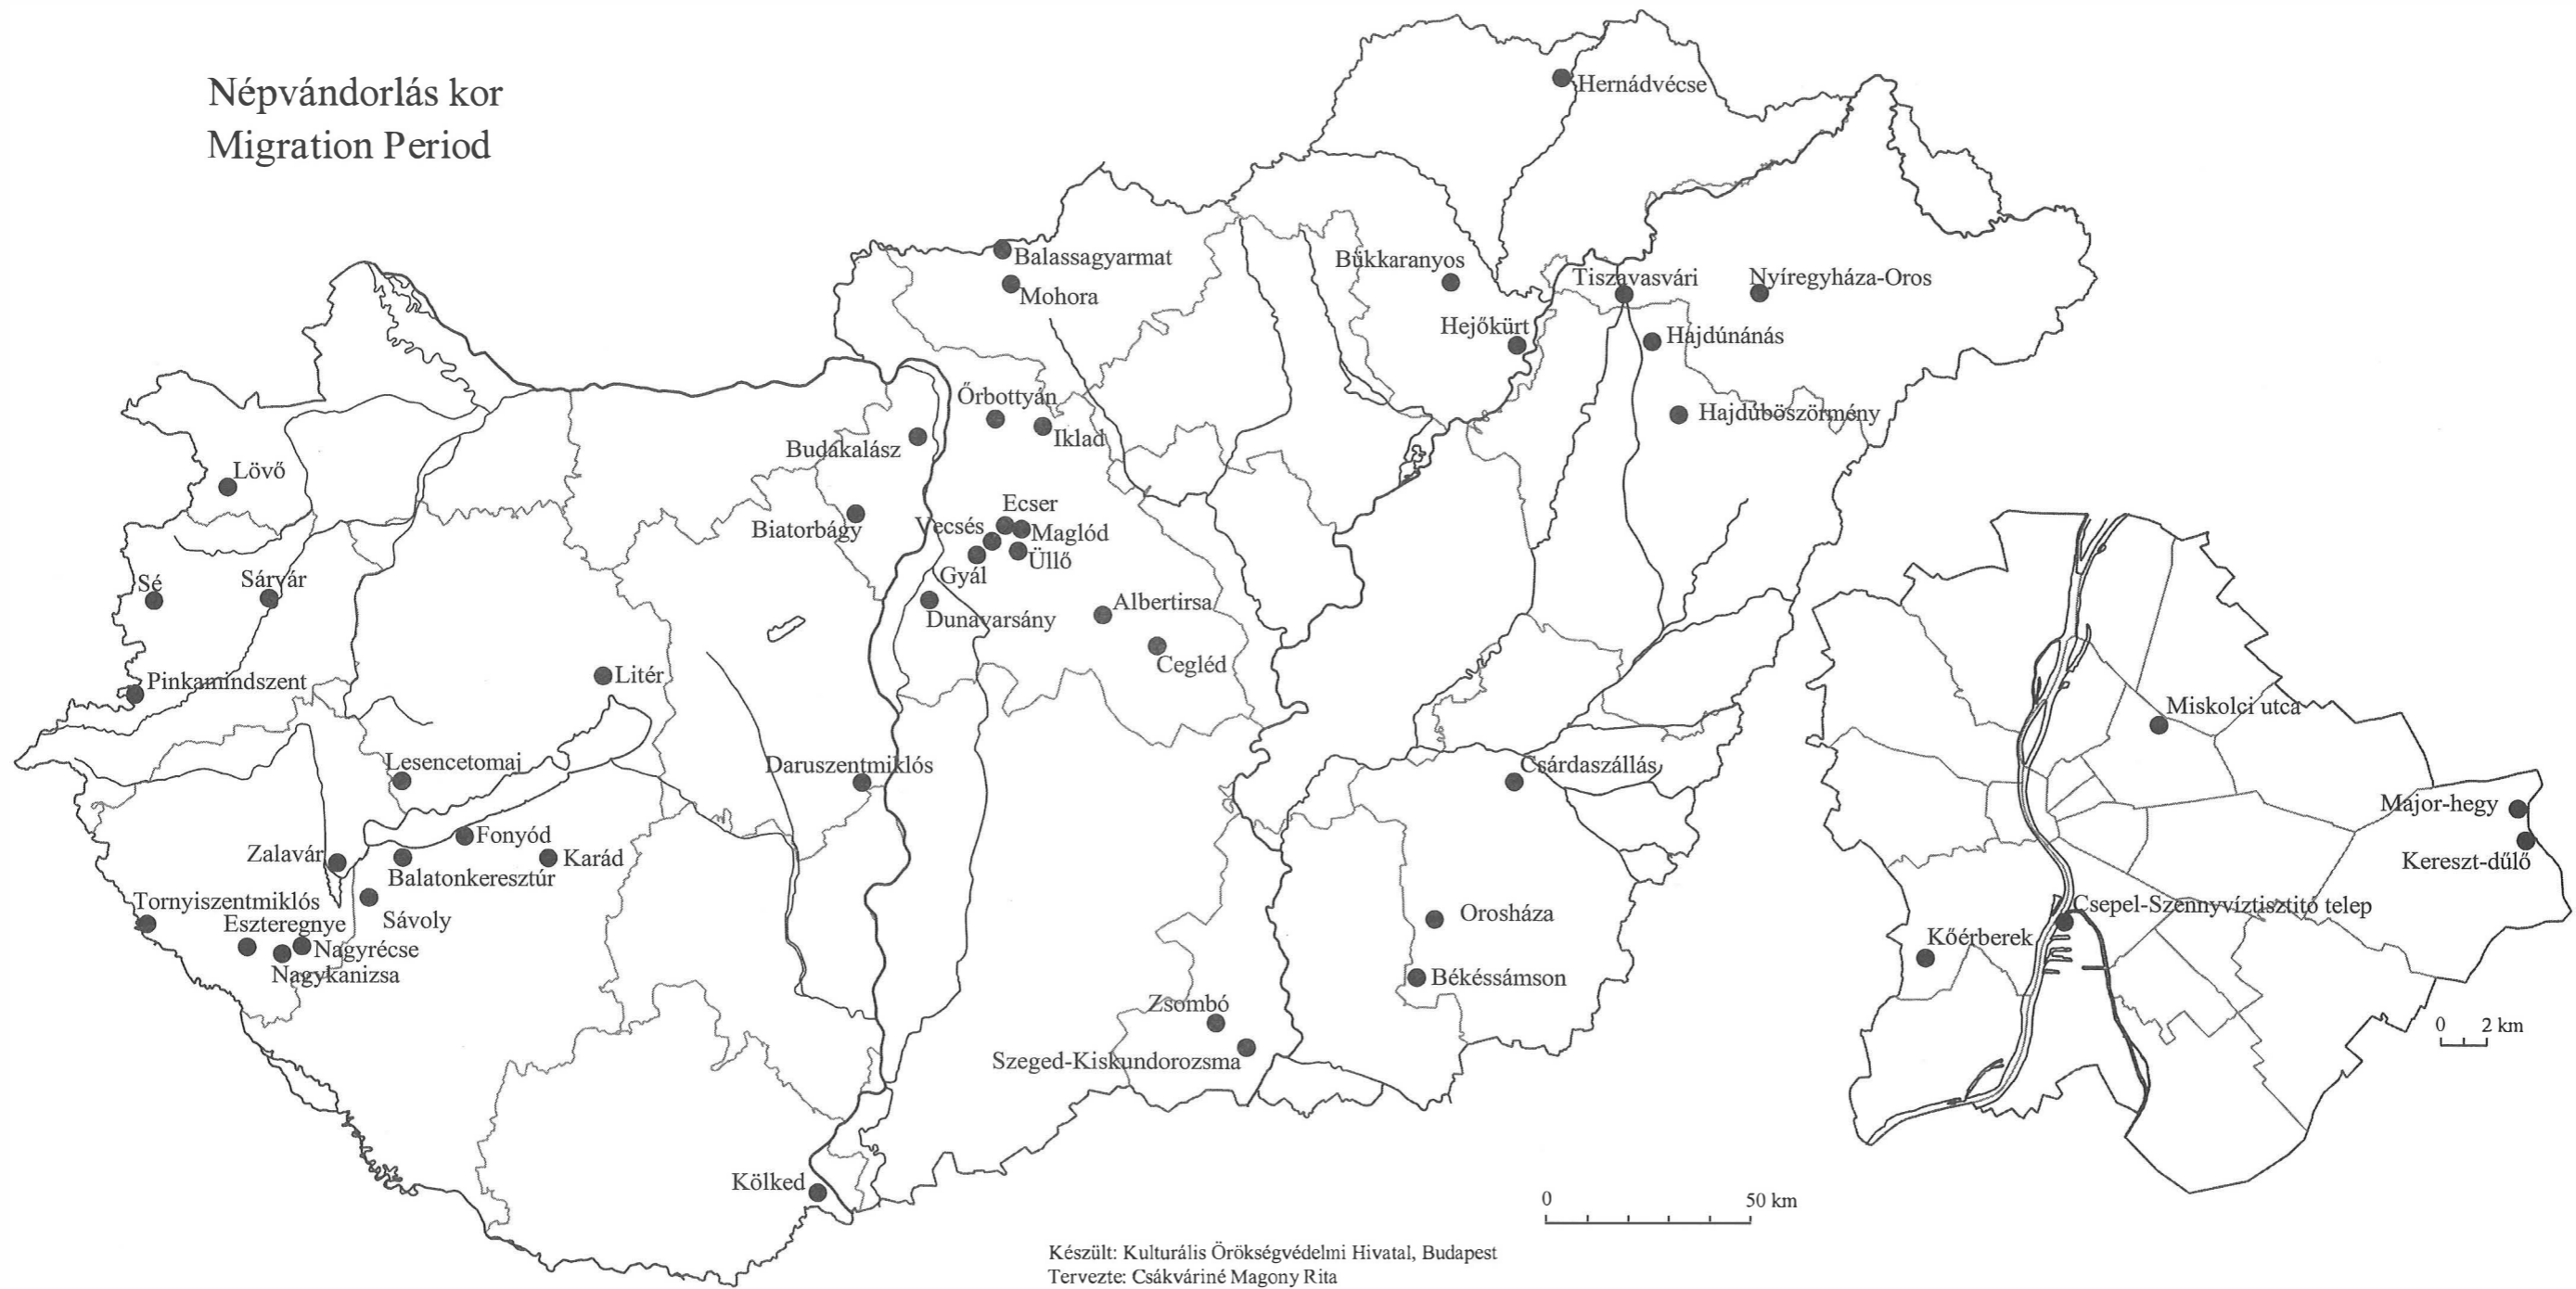 Népvándorlás kor
Migration Period
Hernádvécse
Balassagyarmat
Mohora
Bükkaranyos
Tiszavasvári
Nyíregyháza-Oros
Hejőkürt
Hajdúnánás
Hajdúböszörmény
Őrbottyán
Iklad
Budakalász
Lövő
Ecser
Vecsés
Maglód
Biatorbágy
Üllő
Gyál
Sé
Sárvár
Albertirsa
Dunavarsány
Cegléd
Litér
Pinkamindszent
Miskolci utca
Lesencetomaj
Daruszentmiklós
Csárdaszállás
Major-hegy
Fonyód
Zalavár
Karád
Kereszt-dűlő
Balatonkeresztúr
Tornyiszentmiklós
Csepel-Szennyvíztisztitó telep
Eszteregnye
Sávoly
Orosháza
Kőérberek
Nagyrécse
Nagykanizsa
Békéssámson
Zsombó
Szeged-Kiskundorozsma
0 2 km
Kölked
0 50 km
Készült: Kulturális Örökségvédelmi Hivatal, Budapest
Tervezte: Csákváriné Magony Rita